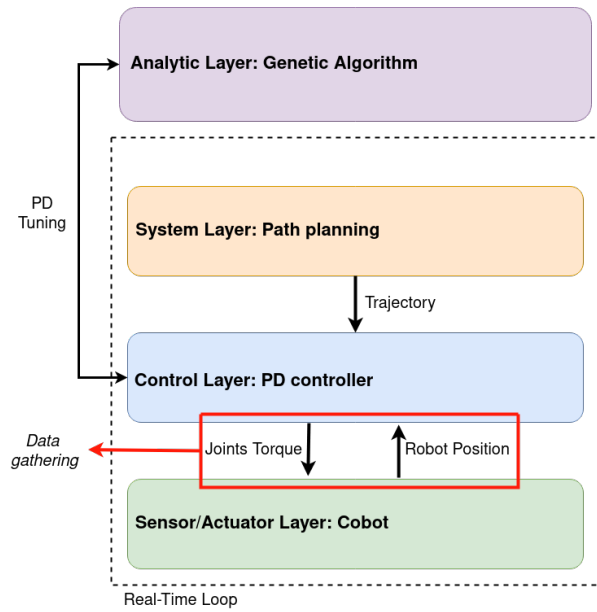 Analytic Layer: Genetic Algorithm
PD
Tuning
System Layer: Path planning
Trajectory
Control Layer: PD controller
Data
gathering
Joints Torque
Robot Position
Sensor/Actuator Layer: Cobot
Real-Time Loop